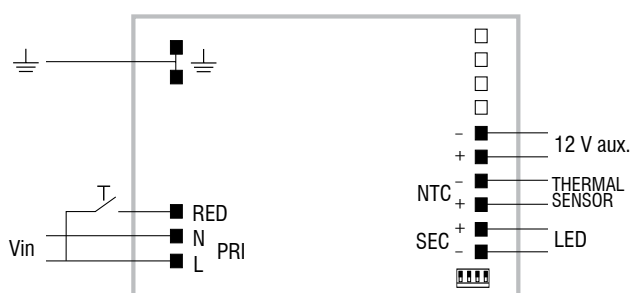 –
12 V aux.
+
–
NTC
THERMAL
SENSOR
+
RED
+
N
SEC
LED
Vin
PRI
–
L